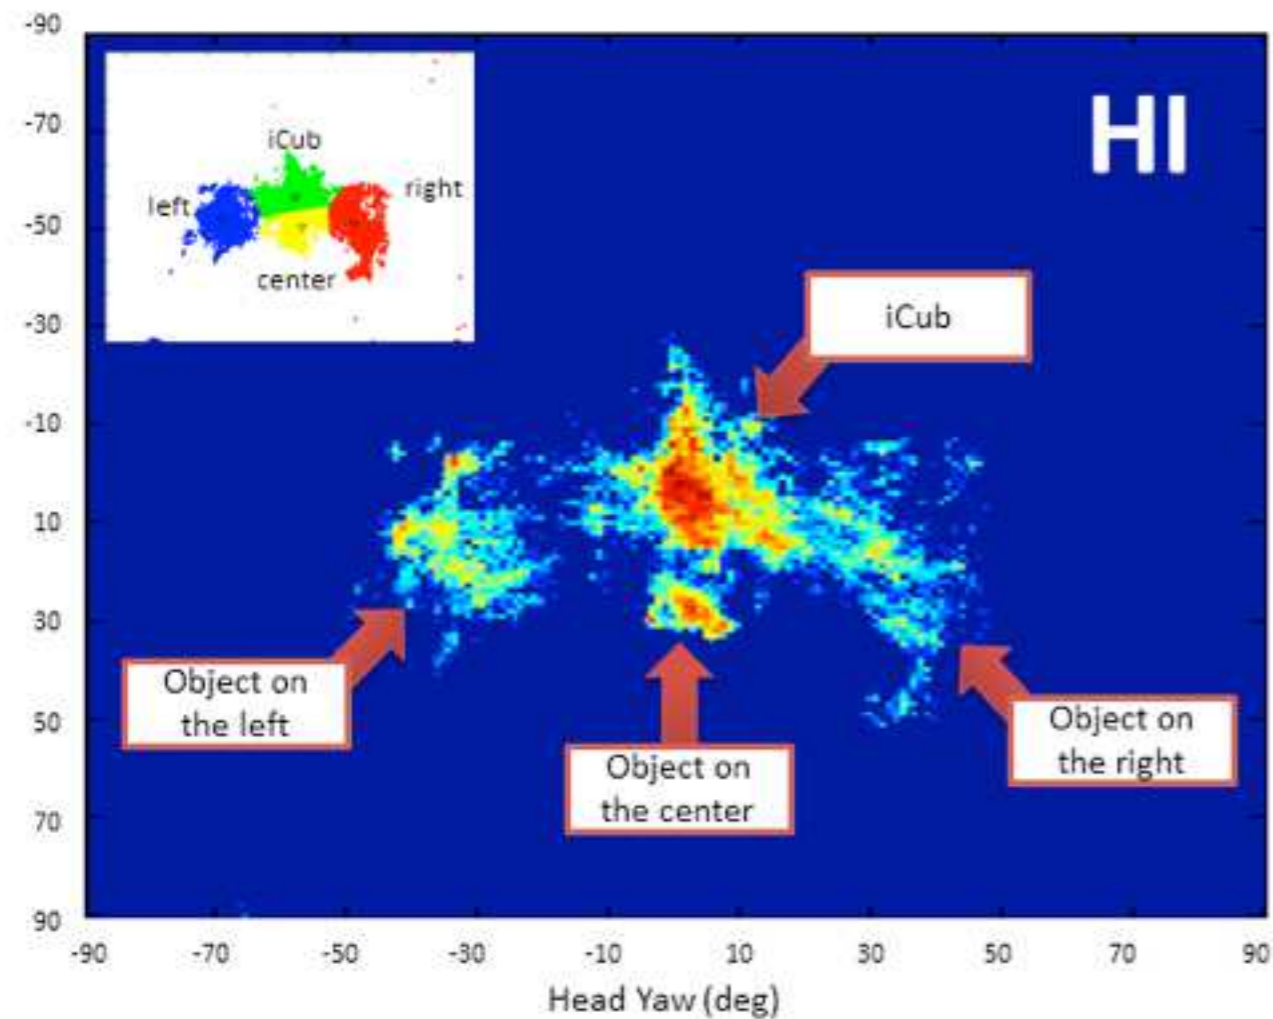 -90
-70
-50
-30
-10
10
30
50
70
90
iCub
left
right
center
HI
iCub
Object on
the left
Object on
the center
Object on
the right
-90 -70 -50 -30 -10 10 30 50 70 90
Head Yaw (deg)